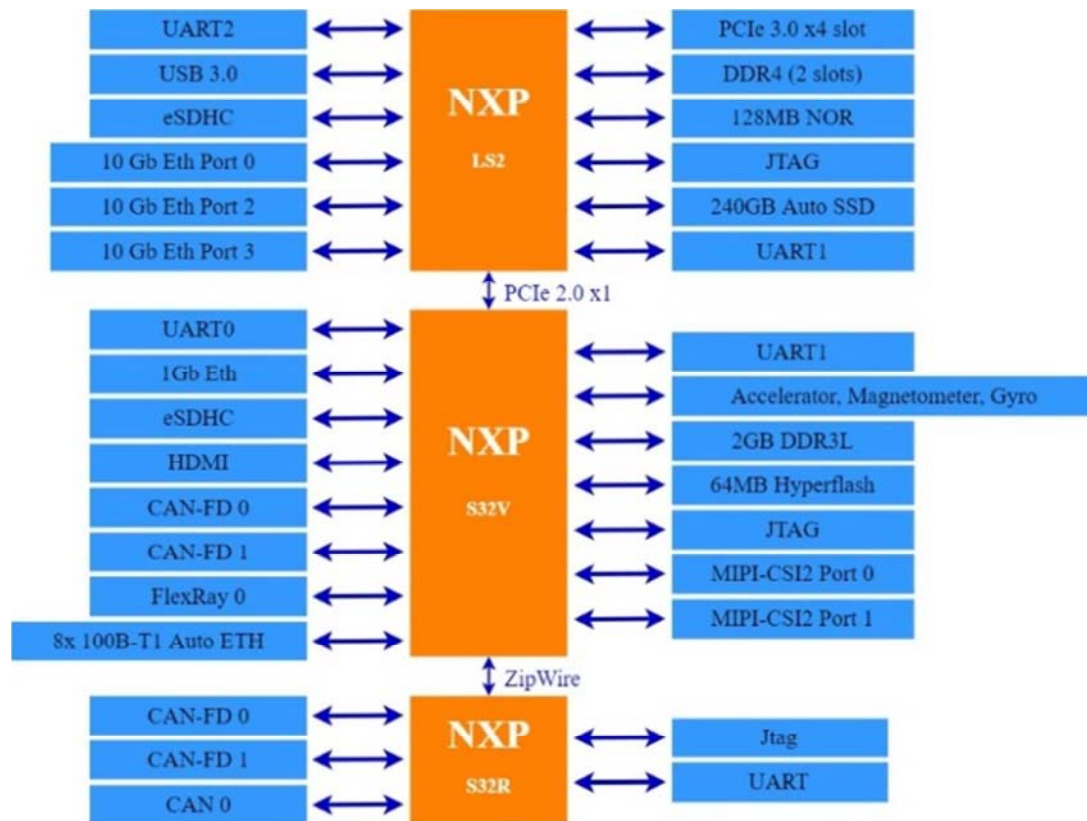 UART2
USB 3.0
eSDHC
10 Gb Eth Port 0
10 Gb Eth Port 2
10 Gb Eth Port 3
NXP
LS2
PCIe 3.0 x4 slot
DDR4 (2 slots)
128MB NOR
JTAG
240GB Auto SSD
UART1
PCIe 2.0 x1
UART0
1Gb Eth
eSDHC
HDMI
CAN-FD 0
CAN-FD 1
FlexRay 0
8x 100B-T1 Auto ETH
NXP
S32V
UART1
Accelerator, Magnetometer, Gyro
2GB DDR3L
64MB Hyperflash
JTAG
MIPI-CSI2 Port 0
MIPI-CSI2 Port 1
ZipWire
CAN-FD 0
CAN-FD 1
CAN 0
NXP
S32R
Jtag
UART